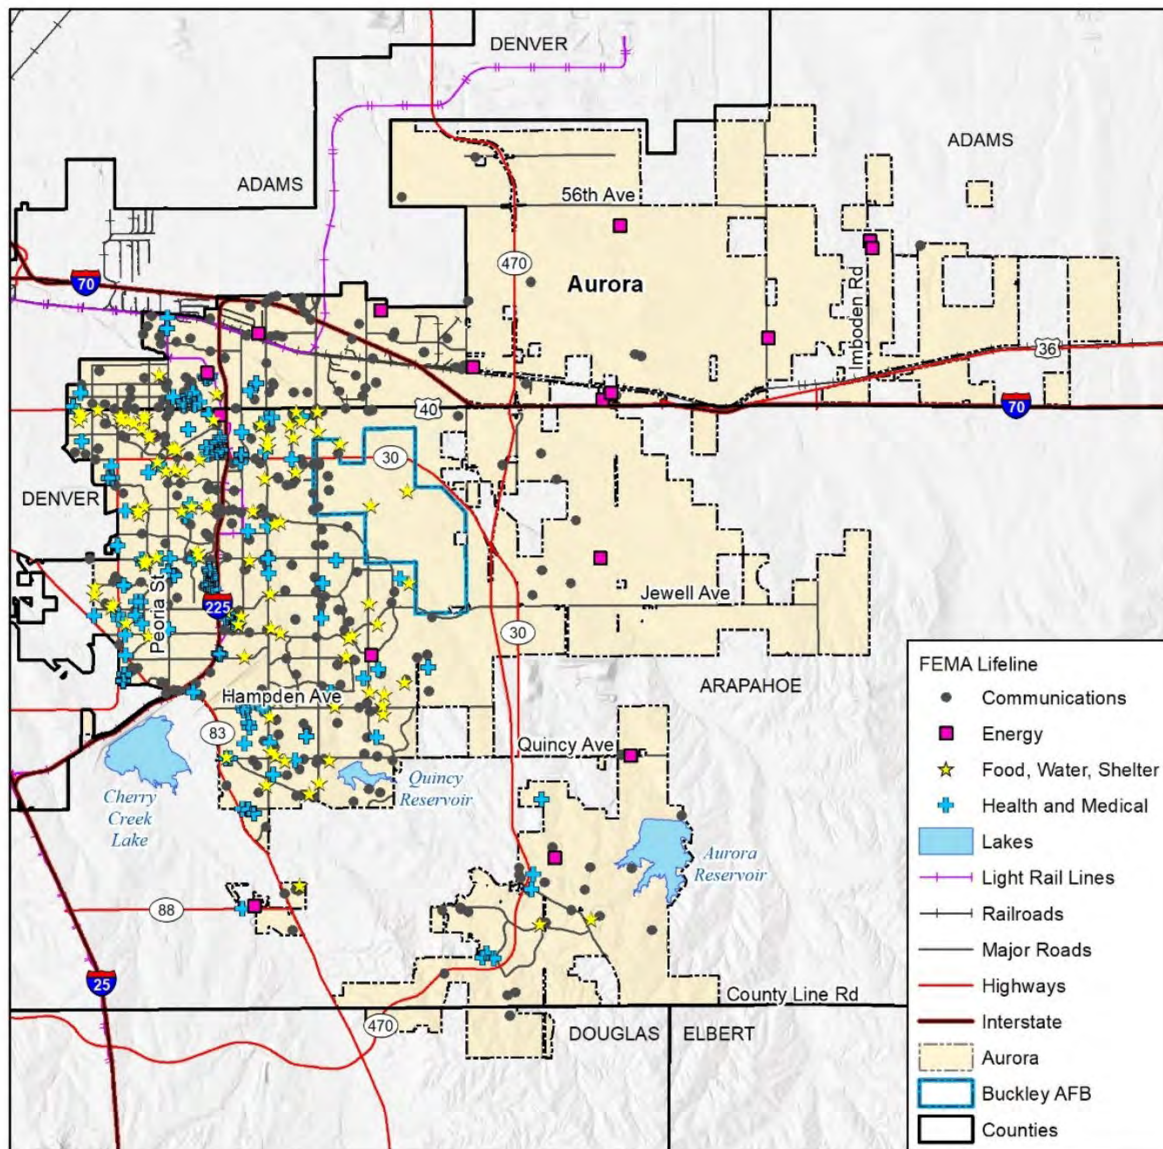 DENVER
ADAMS
ADAMS
56th Ave
470
Aurora
70
Imboden Rd
36
40
70
30
DENVER
Peoria St
225
Jewell Ave
30
Hampden Ave
ARAPAHOE
83
Quincy Ave
Cherry
Creek
Lake
Quincy
Reservoir
Aurora
Reservoir
88
25
County Line Rd
470
DOUGLAS
ELBERT
FEMA Lifeline
Communications
Energy
Food, Water, Shelter
Health and Medical
Lakes
Light Rail Lines
Railroads
Major Roads
Highways
Interstate
Aurora
Buckley AFB
Counties